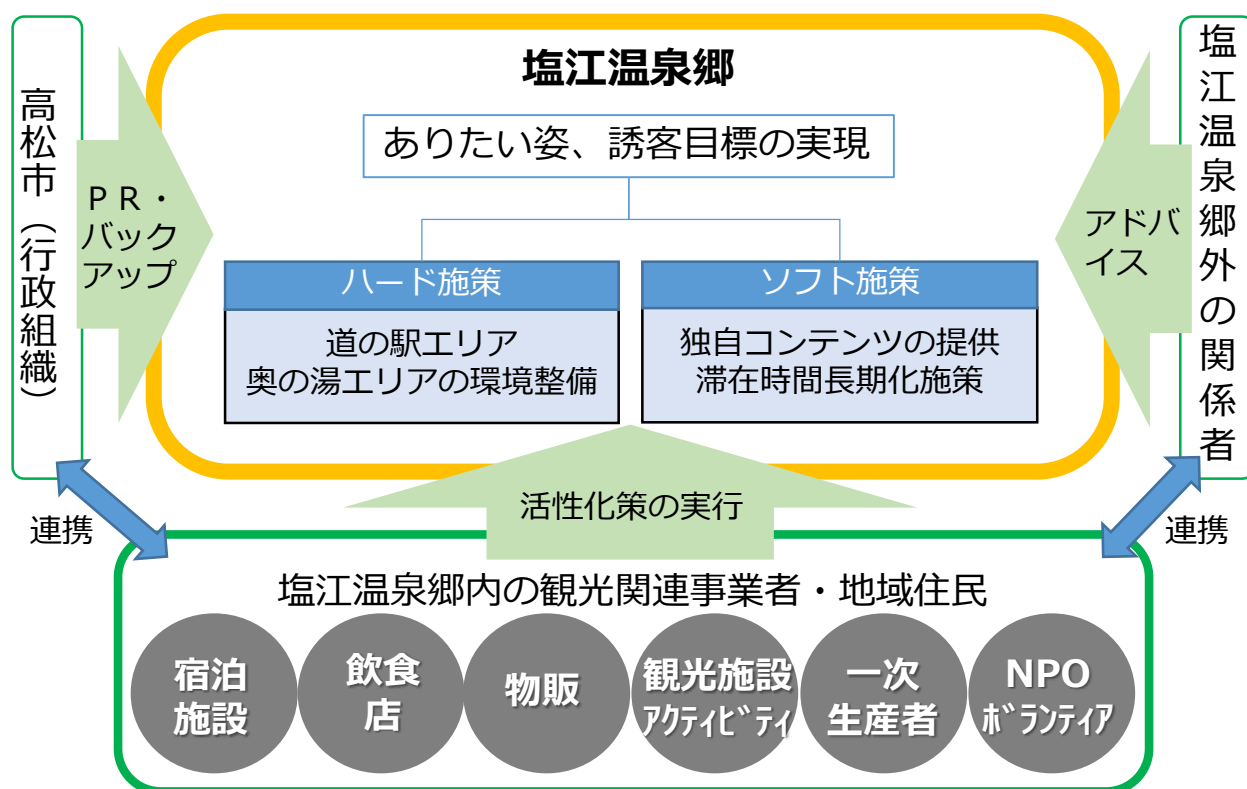 塩江温泉郷
ありたい姿、誘客目標の実現
高松市（行政組織）
ＰＲ・
バック
アップ
塩江温泉郷外の関係者
アドバ
イス
ハード施策
道の駅エリア
奥の湯エリアの環境整備
ソフト施策
独自コンテンツの提供
滞在時間長期化施策
活性化策の実行
連携
連携
塩江温泉郷内の観光関連事業者・地域住民
宿泊
施設
飲食
店
物販
観光施設
ｱｸﾃｨﾋﾞﾃｨ
一次
生産者
NPO
ﾎﾞﾗﾝﾃｨｱ